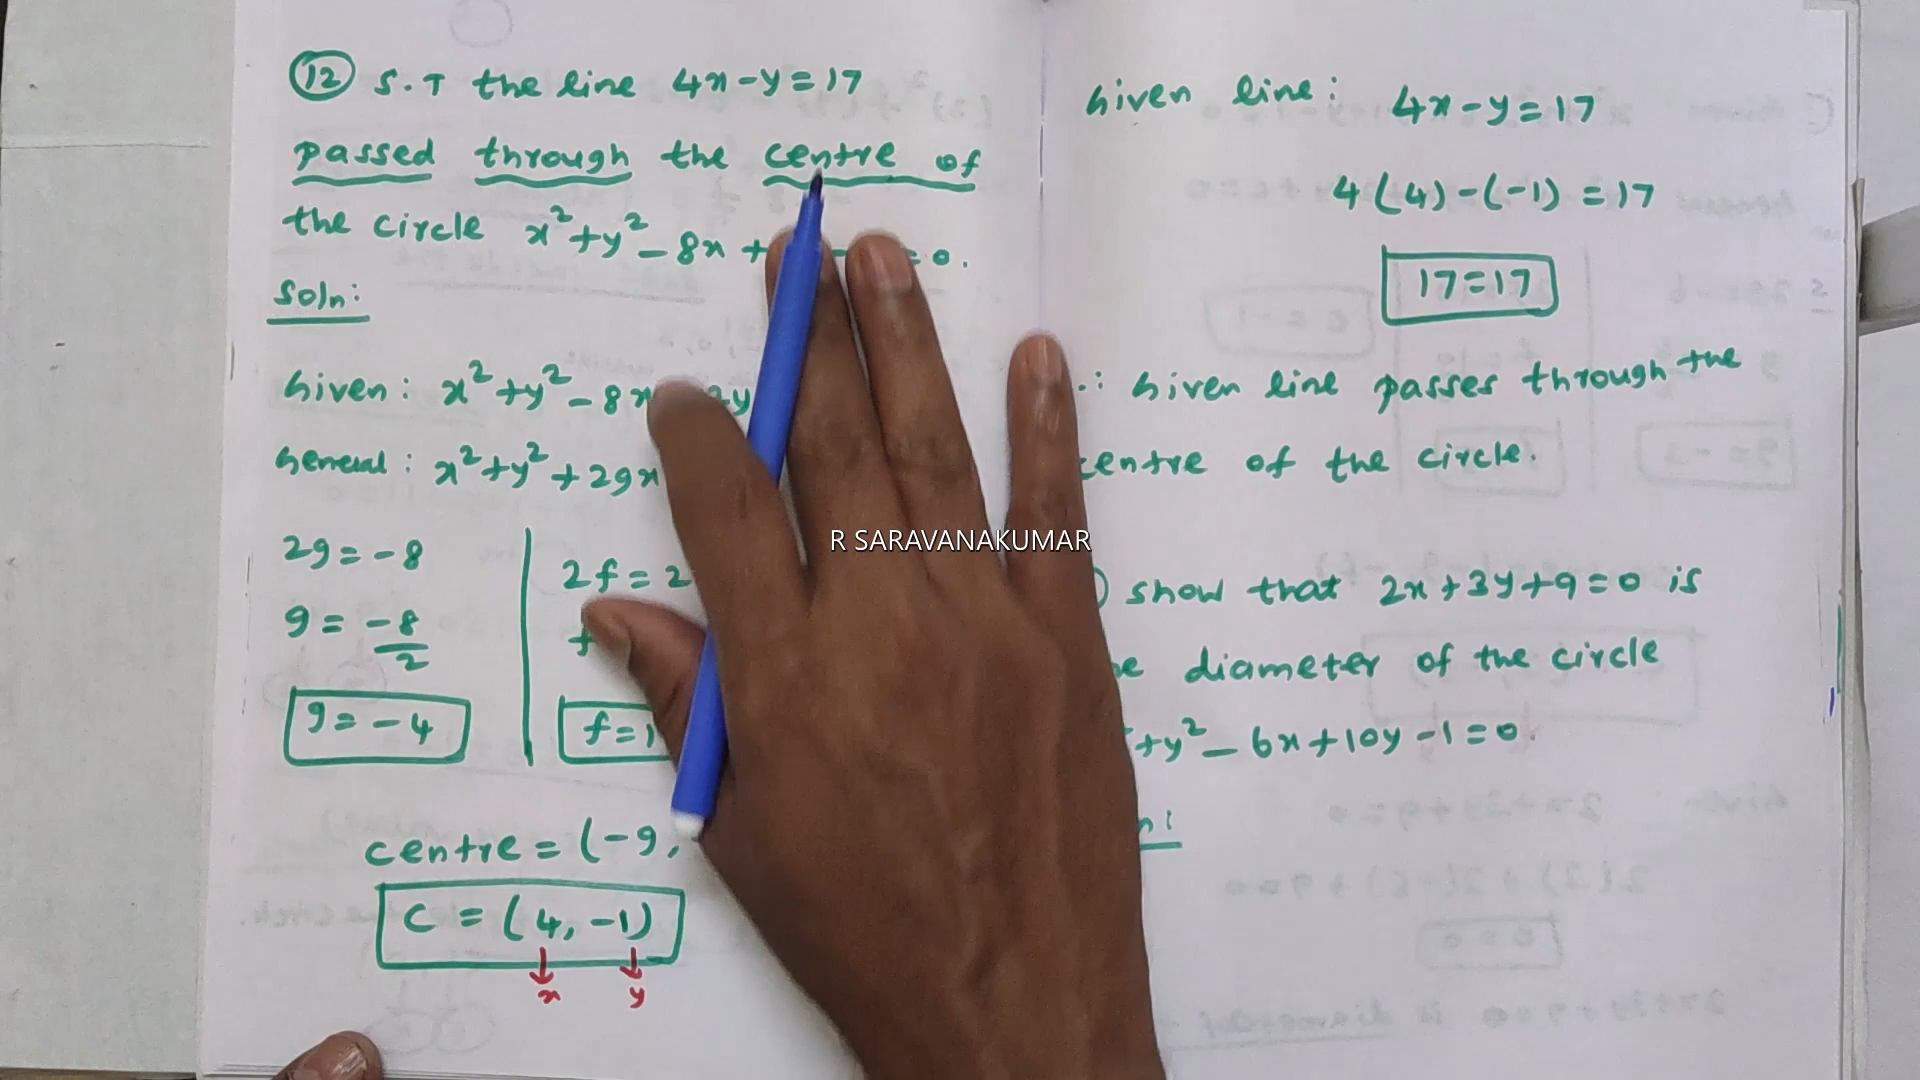 12 S.T the line 4x-y=17
passed through the centre of
the circle x²+y²-8x+ =0.
Soln:
Given: x²+y²-8x 2y
General: x²+y²+2gx
2g=-8
g=-8/2
g=-4
2f=2
f
f=1
centre=(-g,
C=(4,-1)
x y
Given line: 4x-y=17
4(4)-(-1)=17
17=17
∴ Given line passes through the
centre of the circle.
R SARAVANAKUMAR
) show that 2x+3y+9=0 is
diameter of the circle
+y²-6x+10y-1=0.
n: